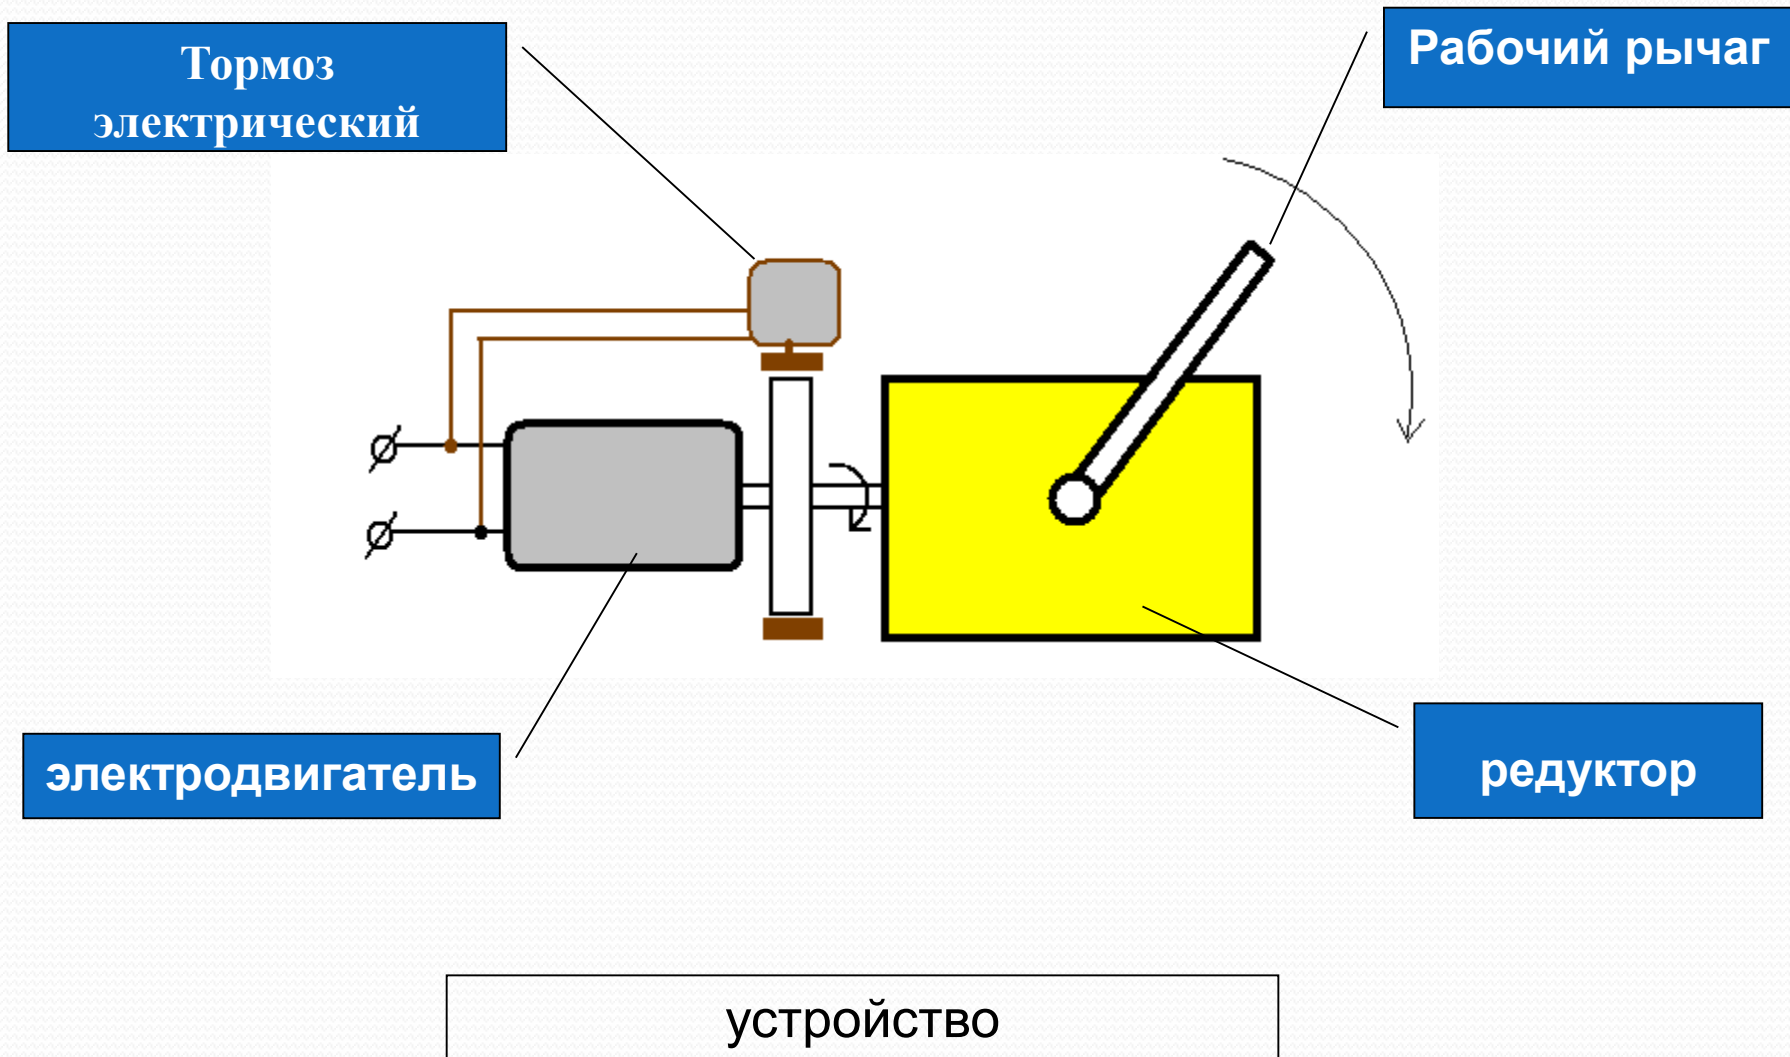 Тормоз
электрический
Рабочий рычаг
электродвигатель
редуктор
устройство